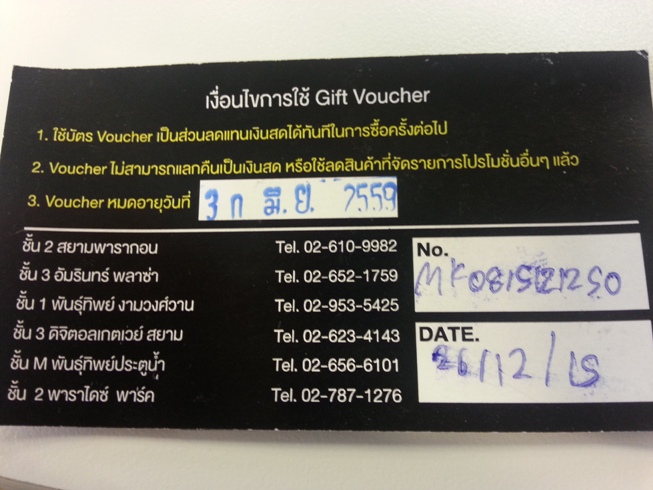 เงื่อนไขการใช้ Gift Voucher
1. ใช้บัตร Voucher เป็นส่วนลดแทนเงินสดได้ทันทีในการซื้อครั้งต่อไป
2. Voucher ไม่สามารถแลกคืนเป็นเงินสด หรือใช้ลดสินค้าที่จัดรายการโปรโมชั่นอื่นๆ แล้ว
3. Voucher หมดอายุวันที่ มิ.ย. 2559
ชั้น 2 สยามพารากอน Tel. 02-610-9982
ชั้น 3 อัมรินทร์ พลาซ่า Tel. 02-652-1759
ชั้น 1 พันธุ์ทิพย์ งามวงศ์วาน Tel. 02-953-5425
ชั้น 3 ดิจิตอลเกตเวย์ สยาม Tel. 02-623-4143
ชั้น M พันธุ์ทิพย์ประตูน้ำ Tel. 02-656-6101
ชั้น 2 พาราไดซ์ พาร์ค Tel. 02-787-1276
No.
DATE.
26/12/15